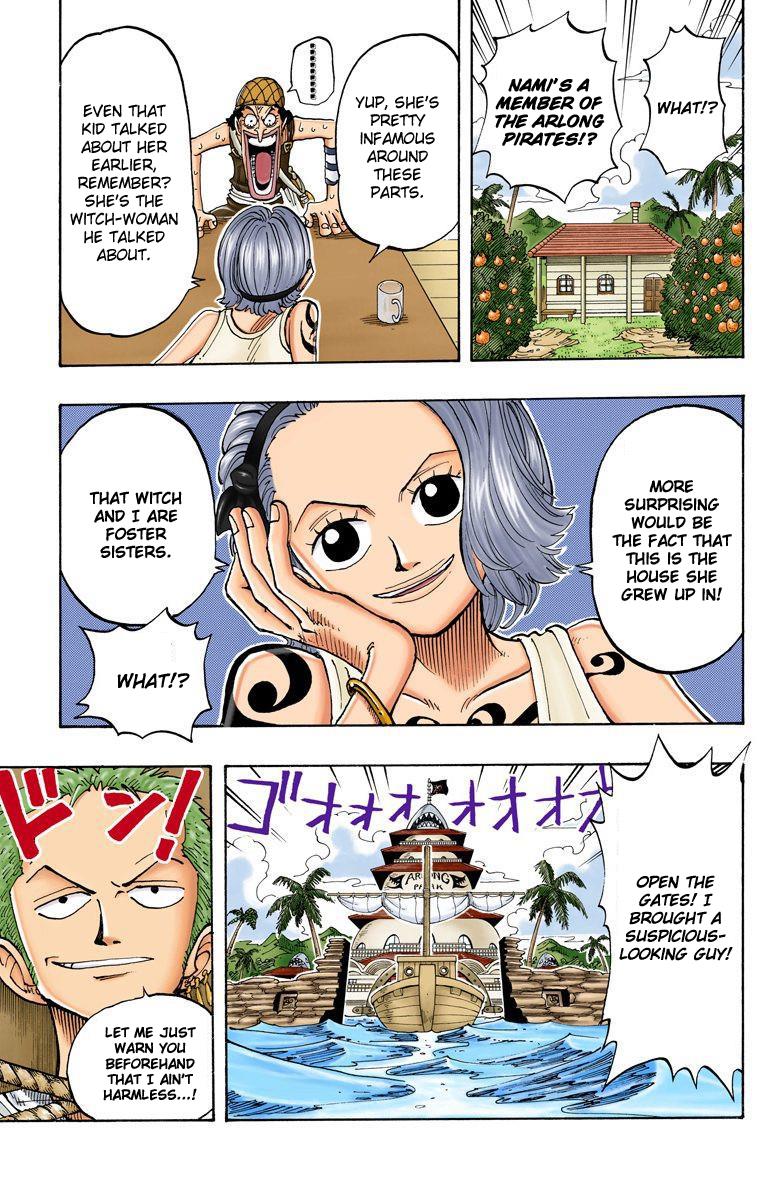 WHAT!?
NAMI'S A
MEMBER OF
THE ARLONG
PIRATES!?
YUP, SHE'S
PRETTY
INFAMOUS
AROUND
THESE
PARTS.
EVEN THAT
KID TALKED
ABOUT HER
EARLIER,
REMEMBER?
SHE'S THE
WITCH-WOMAN
HE TALKED
ABOUT.
MORE
SURPRISING
WOULD BE
THE FACT THAT
THIS IS THE
HOUSE SHE
GREW UP IN!
THAT WITCH
AND I ARE
FOSTER
SISTERS.
WHAT!?
OPEN THE
GATES! I
BROUGHT A
SUSPICIOUS-
LOOKING GUY!
ゴオオオオオオオズ
ARLONG
PARK
ドン!
LET ME JUST
WARN YOU
BEFOREHAND
THAT I AIN'T
HARMLESS...!